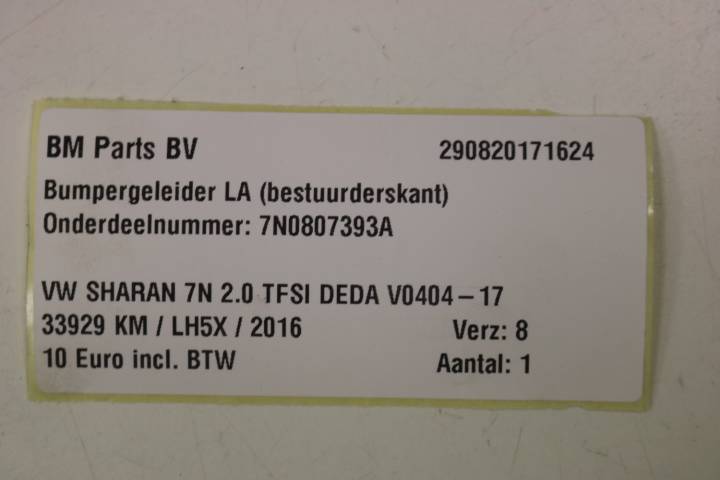 BM Parts BV 290820171624
Bumpergeleider LA (bestuurderskant)
Onderdeelnummer: 7N0807393A
VW SHARAN 7N 2.0 TFSI DEDA V0404-17
33929 KM / LH5X / 2016 Verz: 8
10 Euro incl. BTW Aantal: 1